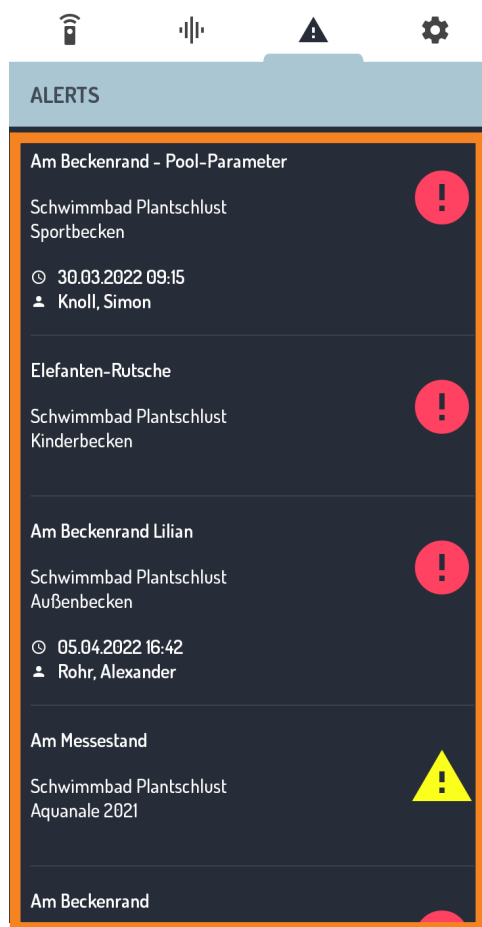 ALERTS
Am Beckenrand - Pool-Parameter
Schwimmbad Plantschlust
Sportbecken
30.03.2022 09:15
Knoll, Simon
Elefanten-Rutsche
Schwimmbad Plantschlust
Kinderbecken
Am Beckenrand Lilian
Schwimmbad Plantschlust
Außenbecken
05.04.2022 16:42
Rohr, Alexander
Am Messestand
Schwimmbad Plantschlust
Aquanale 2021
Am Beckenrand